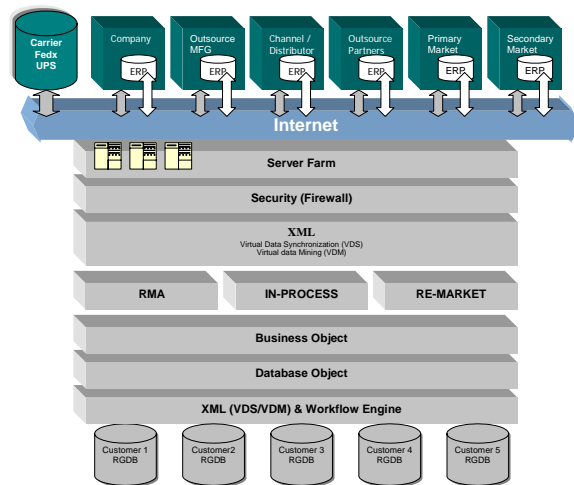 Carrier
Fedx
UPS
Company
ERP
Outsource
MFG
ERP
Channel /
Distributor
ERP
Outsource
Partners
ERP
Primary
Market
ERP
Secondary
Market
ERP
Internet
Server Farm
Security (Firewall)
XML
Virtual Data Synchronization (VDS)
Virtual data Mining (VDM)
RMA
IN-PROCESS
RE-MARKET
Business Object
Database Object
XML (VDS/VDM) & Workflow Engine
Customer 1
RGDB
Customer2
RGDB
Customer 3
RGDB
Customer 4
RGDB
Customer 5
RGDB